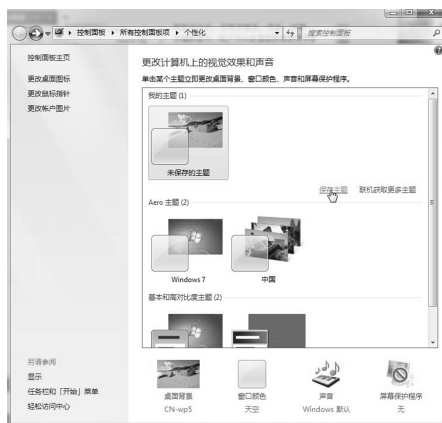 控制面板 ▸ 所有控制面板项 ▸ 个性化
搜索控制面板
控制面板主页
更改桌面图标
更改鼠标指针
更改帐户图片
更改计算机上的视觉效果和声音
单击某个主题立即更改桌面背景、窗口颜色、声音和屏幕保护程序。
我的主题 (1)
未保存的主题
保存主题 联机获取更多主题
Aero 主题 (2)
Windows 7 中国
基本和高对比度主题 (2)
另请参阅
显示
任务栏和「开始」菜单
轻松访问中心
桌面背景 窗口颜色 声音 屏幕保护程序
CN-wp5 天空 Windows 默认 无